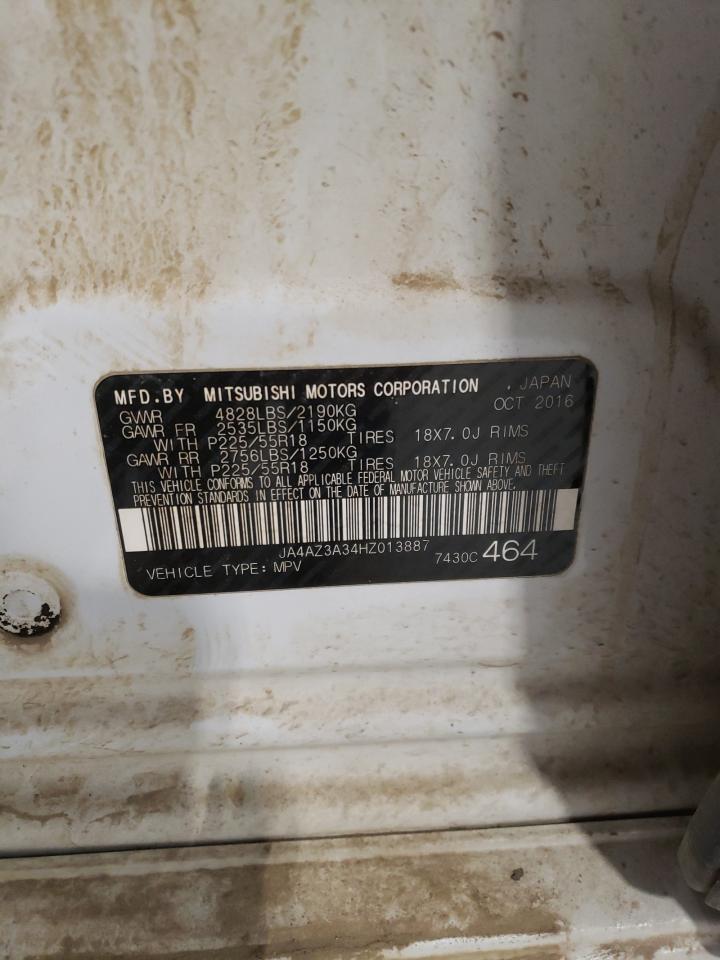 MFD.BY MITSUBISHI MOTORS CORPORATION . JAPAN
GVWR 4828LBS/2190KG OCT 2016
GAWR FR 2535LBS/1150KG
WITH P225/55R18 TIRES 18X7.0J RIMS
GAWR RR 2756LBS/1250KG
WITH P225/55R18 TIRES 18X7.0J RIMS
THIS VEHICLE CONFORMS TO ALL APPLICABLE FEDERAL MOTOR VEHICLE SAFETY AND THEFT
PREVENTION STANDARDS IN EFFECT ON THE DATE OF MANUFACTURE SHOWN ABOVE.
JA4AZ3A34HZ013887
VEHICLE TYPE: MPV 7430C 464